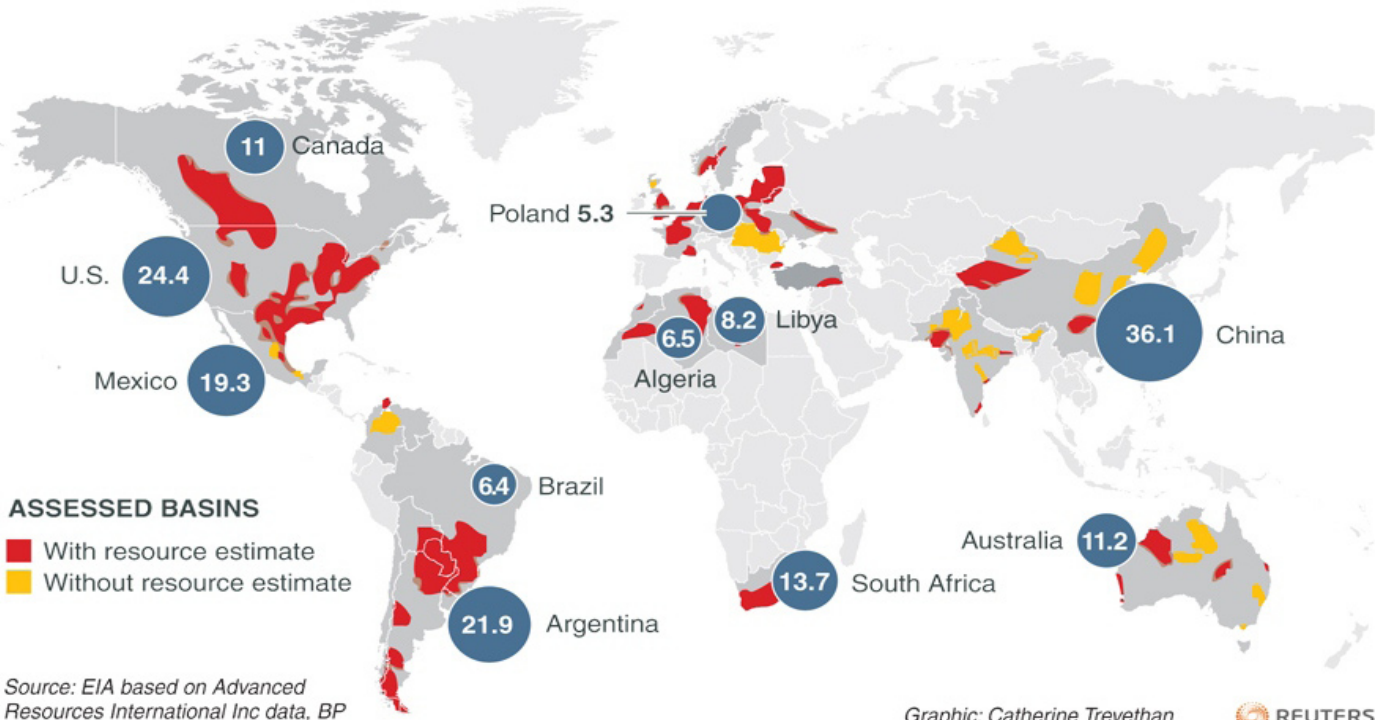 11 Canada
Poland 5.3
U.S. 24.4
8.2 Libya
6.5
Algeria
36.1 China
Mexico 19.3
6.4 Brazil
ASSESSED BASINS
With resource estimate
Without resource estimate
Australia 11.2
13.7 South Africa
21.9 Argentina
Source: EIA based on Advanced
Resources International Inc data, BP
Graphic: Catherine Trevethan
REUTERS